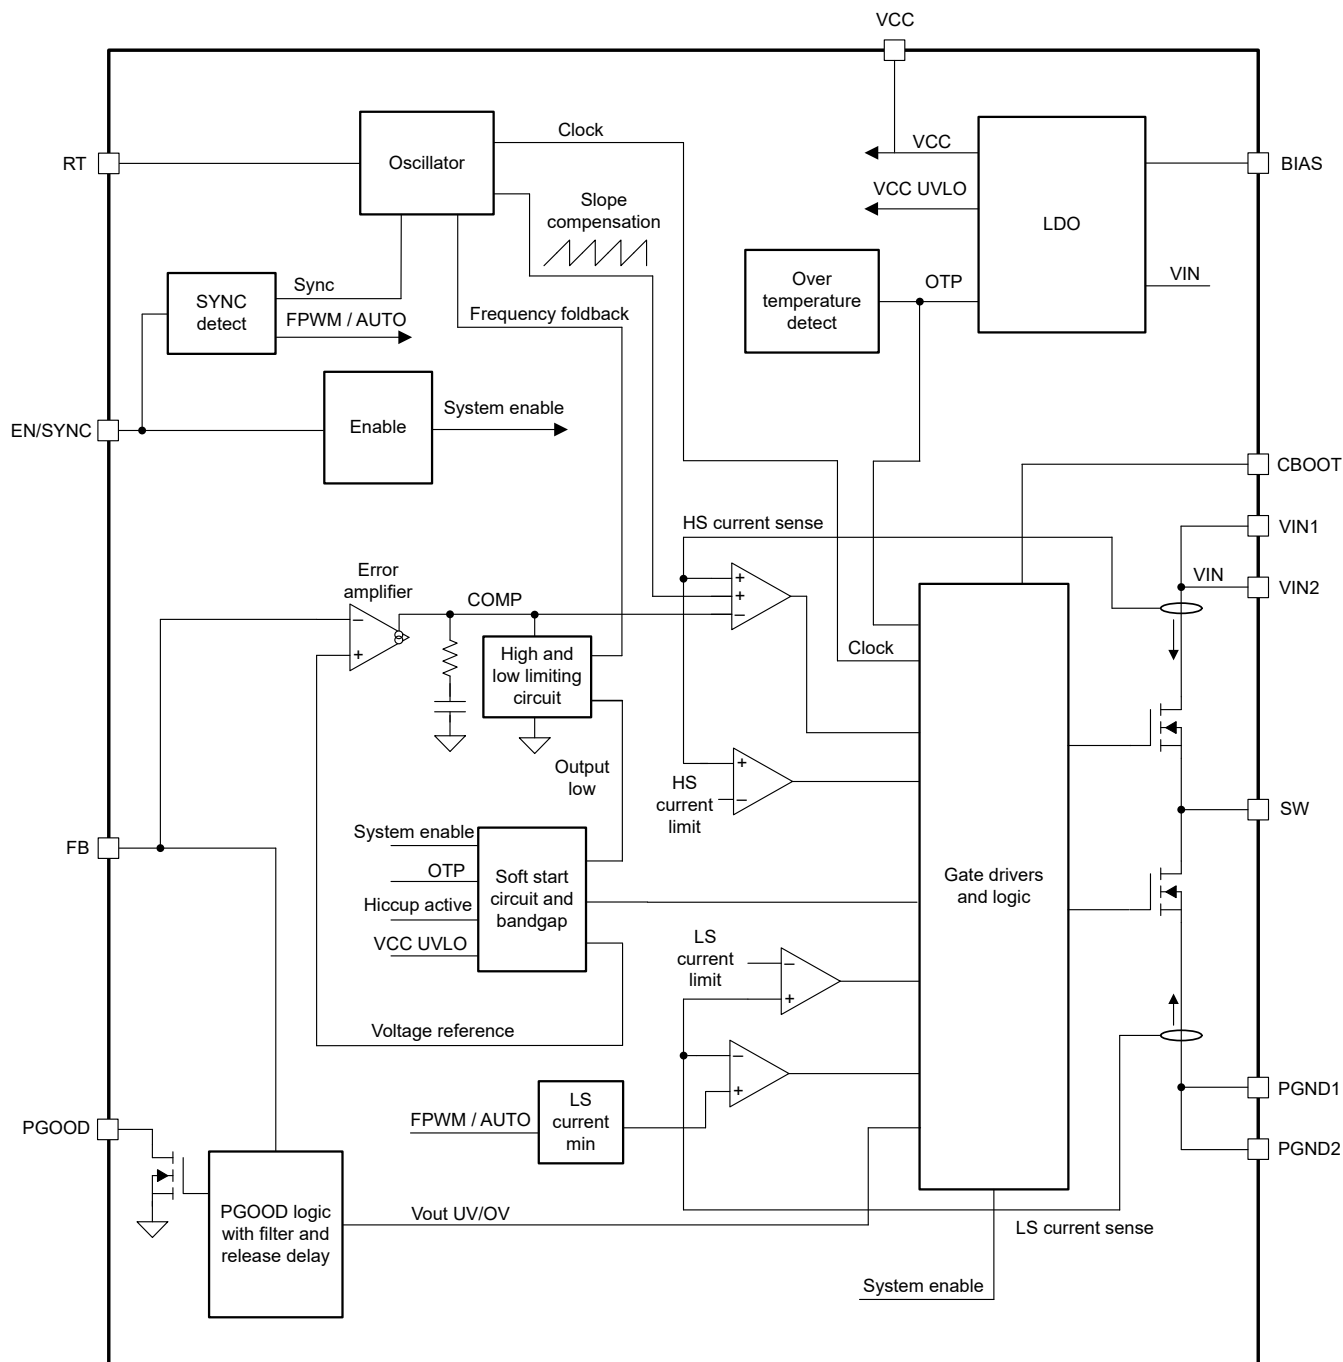 VCC
Clock
RT
Oscillator
VCC
BIAS
VCC UVLO
Slope
compensation
LDO
Over
temperature
detect
OTP
VIN
Sync
SYNC
detect
FPWM / AUTO
Frequency foldback
System enable
EN/SYNC
Enable
CBOOT
HS current sense
VIN1
Error
amplifier
VIN
VIN2
COMP
+
+
−
−
+
High and
low limiting
circuit
Clock
Output
low
+
−
HS
current
limit
SW
System enable
FB
OTP
Soft start
circuit and
bandgap
Gate drivers
and logic
Hiccup active
VCC UVLO
LS
current
limit
−
+
Voltage reference
−
+
PGND1
FPWM / AUTO
LS
current
min
PGOOD
PGND2
PGOOD logic
with filter and
release delay
Vout UV/OV
LS current sense
System enable